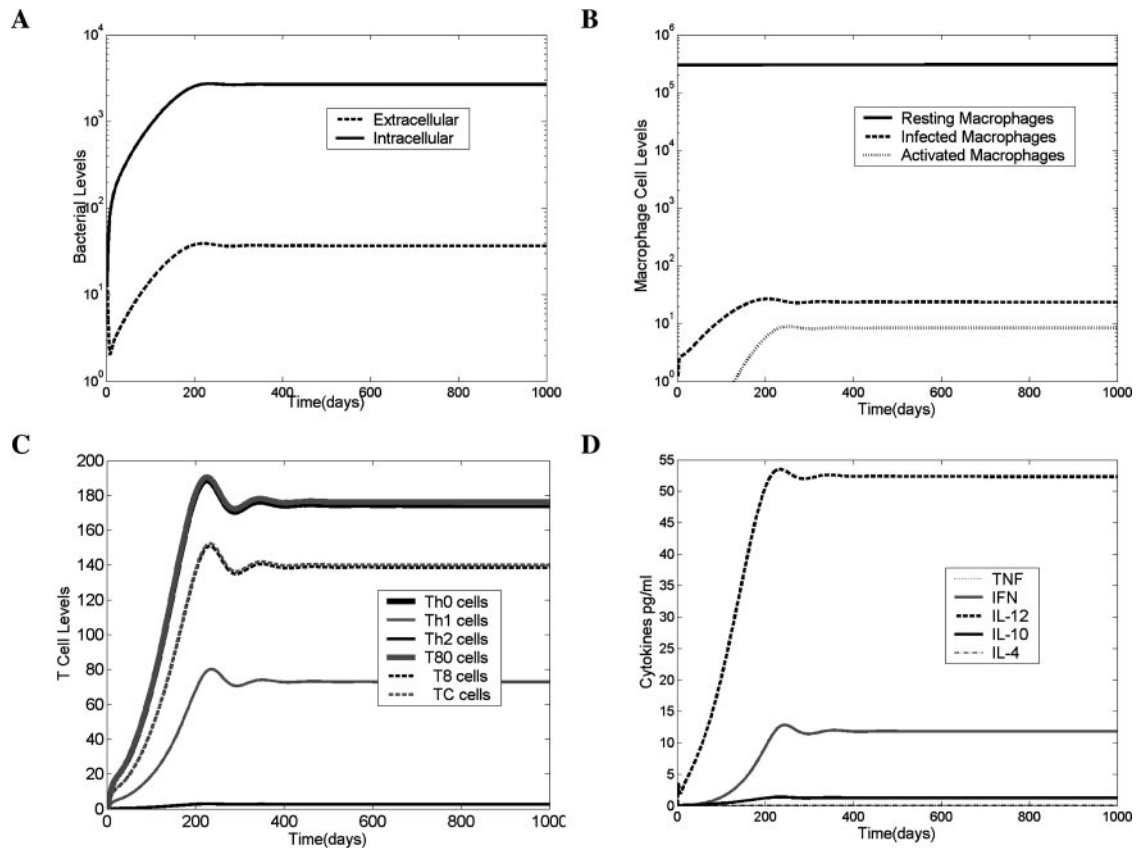 A
Bacterial Levels
10^4
10^3
10^2
10^1
10^0
Extracellular
Intracellular
0 200 400 600 800 1000
Time(days)
B
Macrophage Cell Levels
10^6
10^5
10^4
10^3
10^2
10^1
10^0
Resting Macrophages
Infected Macrophages
Activated Macrophages
0 200 400 600 800 1000
Time(days)
C
T Cell Levels
200
180
160
140
120
100
80
60
40
20
0
Th0 cells
Th1 cells
Th2 cells
T80 cells
T8 cells
TC cells
0 200 400 600 800 1000
Time(days)
D
Cytokines pg/ml
55
50
45
40
35
30
25
20
15
10
5
0
TNF
IFN
IL-12
IL-10
IL-4
0 200 400 600 800 1000
Time(days)